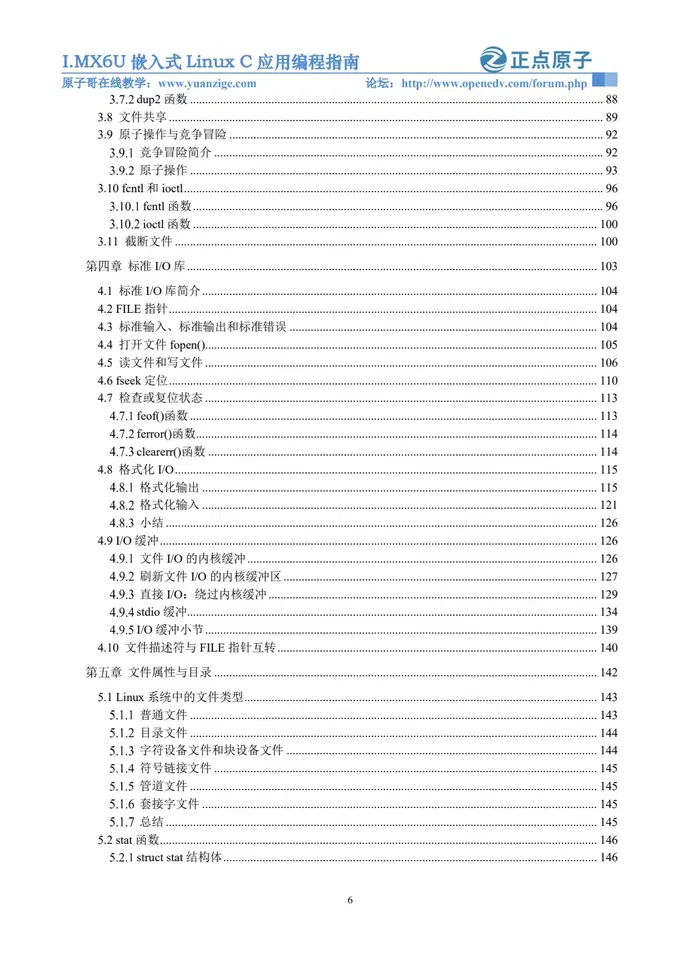 I.MX6U 嵌入式 Linux C 应用编程指南
正点原子
原子哥在线教学：www.yuanzige.com 论坛：http://www.openedv.com/forum.php
3.7.2 dup2 函数 ........ 88
3.8 文件共享 ........ 89
3.9 原子操作与竞争冒险 ........ 92
3.9.1 竞争冒险简介 ........ 92
3.9.2 原子操作 ........ 93
3.10 fcntl 和 ioctl ........ 96
3.10.1 fcntl 函数 ........ 96
3.10.2 ioctl 函数 ........ 100
3.11 截断文件 ........ 100
第四章 标准 I/O 库 ........ 103
4.1 标准 I/O 库简介 ........ 104
4.2 FILE 指针 ........ 104
4.3 标准输入、标准输出和标准错误 ........ 104
4.4 打开文件 fopen() ........ 105
4.5 读文件和写文件 ........ 106
4.6 fseek 定位 ........ 110
4.7 检查或复位状态 ........ 113
4.7.1 feof()函数 ........ 113
4.7.2 ferror()函数 ........ 114
4.7.3 clearerr()函数 ........ 114
4.8 格式化 I/O ........ 115
4.8.1 格式化输出 ........ 115
4.8.2 格式化输入 ........ 121
4.8.3 小结 ........ 126
4.9 I/O 缓冲 ........ 126
4.9.1 文件 I/O 的内核缓冲 ........ 126
4.9.2 刷新文件 I/O 的内核缓冲区 ........ 127
4.9.3 直接 I/O：绕过内核缓冲 ........ 129
4.9.4 stdio 缓冲 ........ 134
4.9.5 I/O 缓冲小节 ........ 139
4.10 文件描述符与 FILE 指针互转 ........ 140
第五章 文件属性与目录 ........ 142
5.1 Linux 系统中的文件类型 ........ 143
5.1.1 普通文件 ........ 143
5.1.2 目录文件 ........ 144
5.1.3 字符设备文件和块设备文件 ........ 144
5.1.4 符号链接文件 ........ 145
5.1.5 管道文件 ........ 145
5.1.6 套接字文件 ........ 145
5.1.7 总结 ........ 145
5.2 stat 函数 ........ 146
5.2.1 struct stat 结构体 ........ 146
6